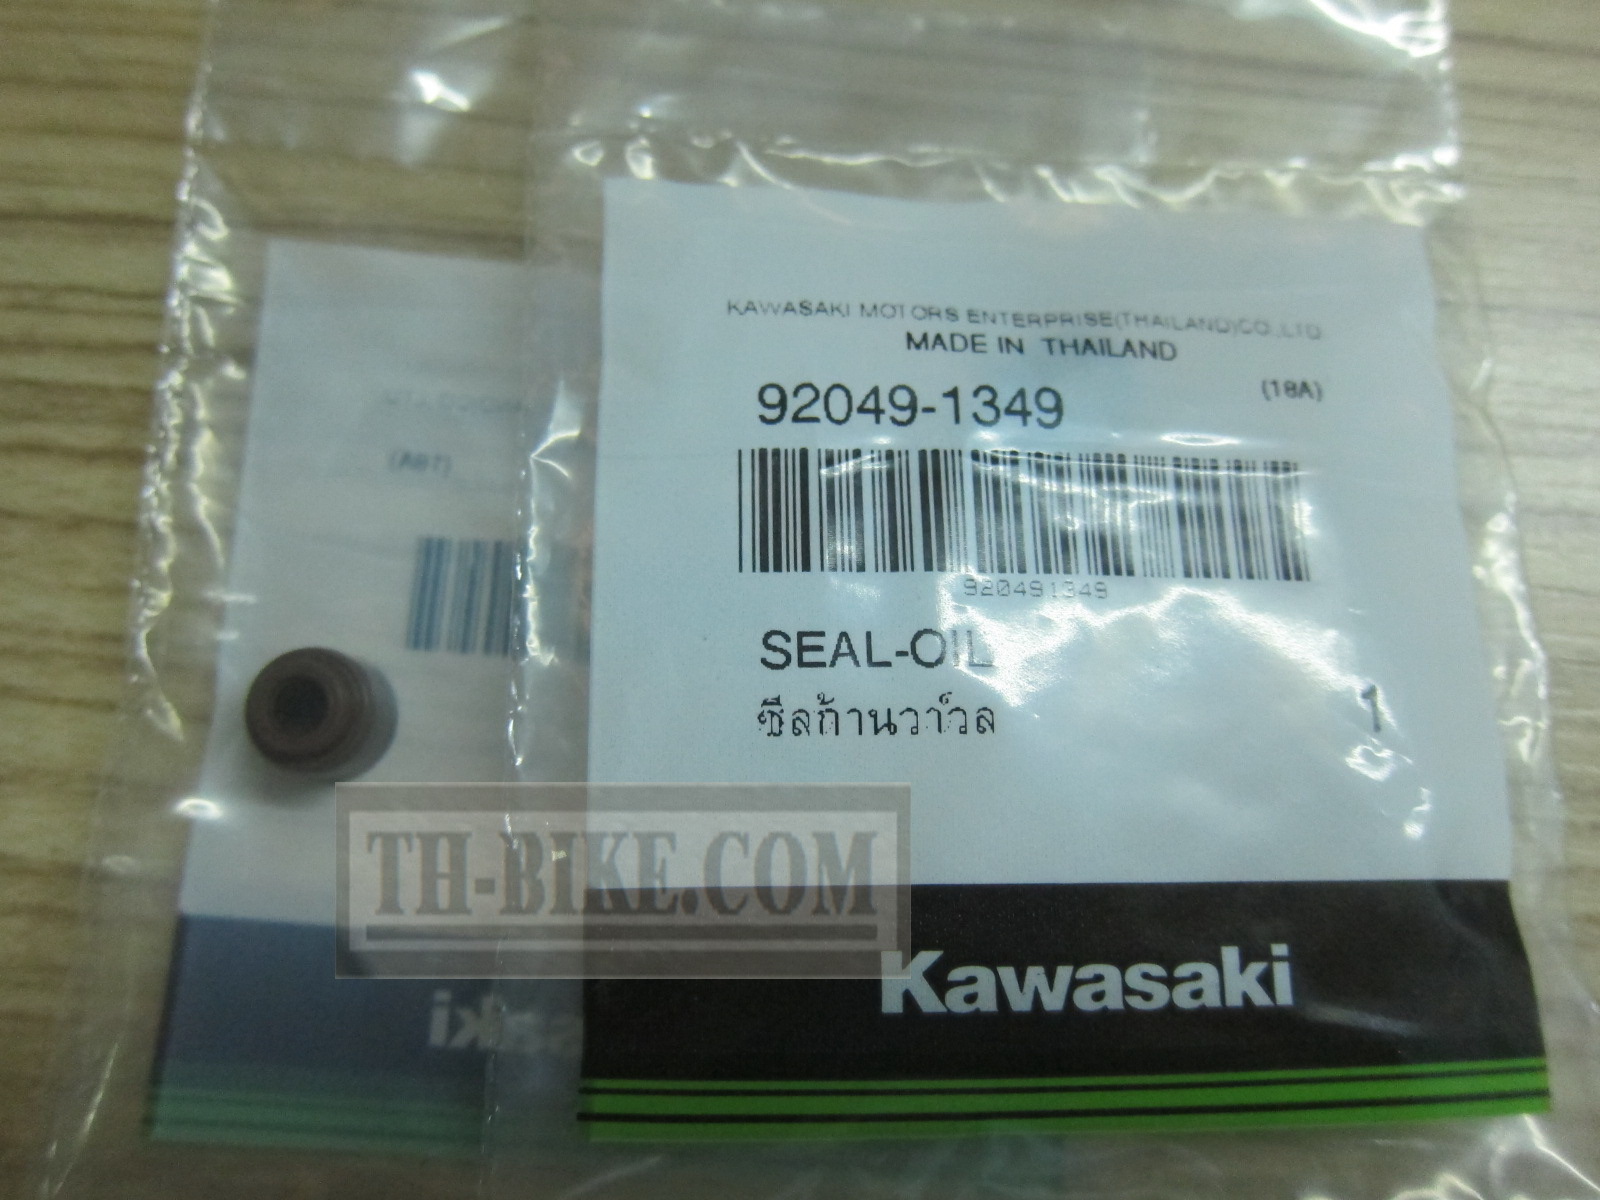 KAWASAKI MOTORS ENTERPRISE(THAILAND)CO.,LTD
MADE IN THAILAND
92049-1349
(18A)
920491349
SEAL-OIL
ซีลก้านวาว์ล
1
Kawasaki
TH-BIKE.COM